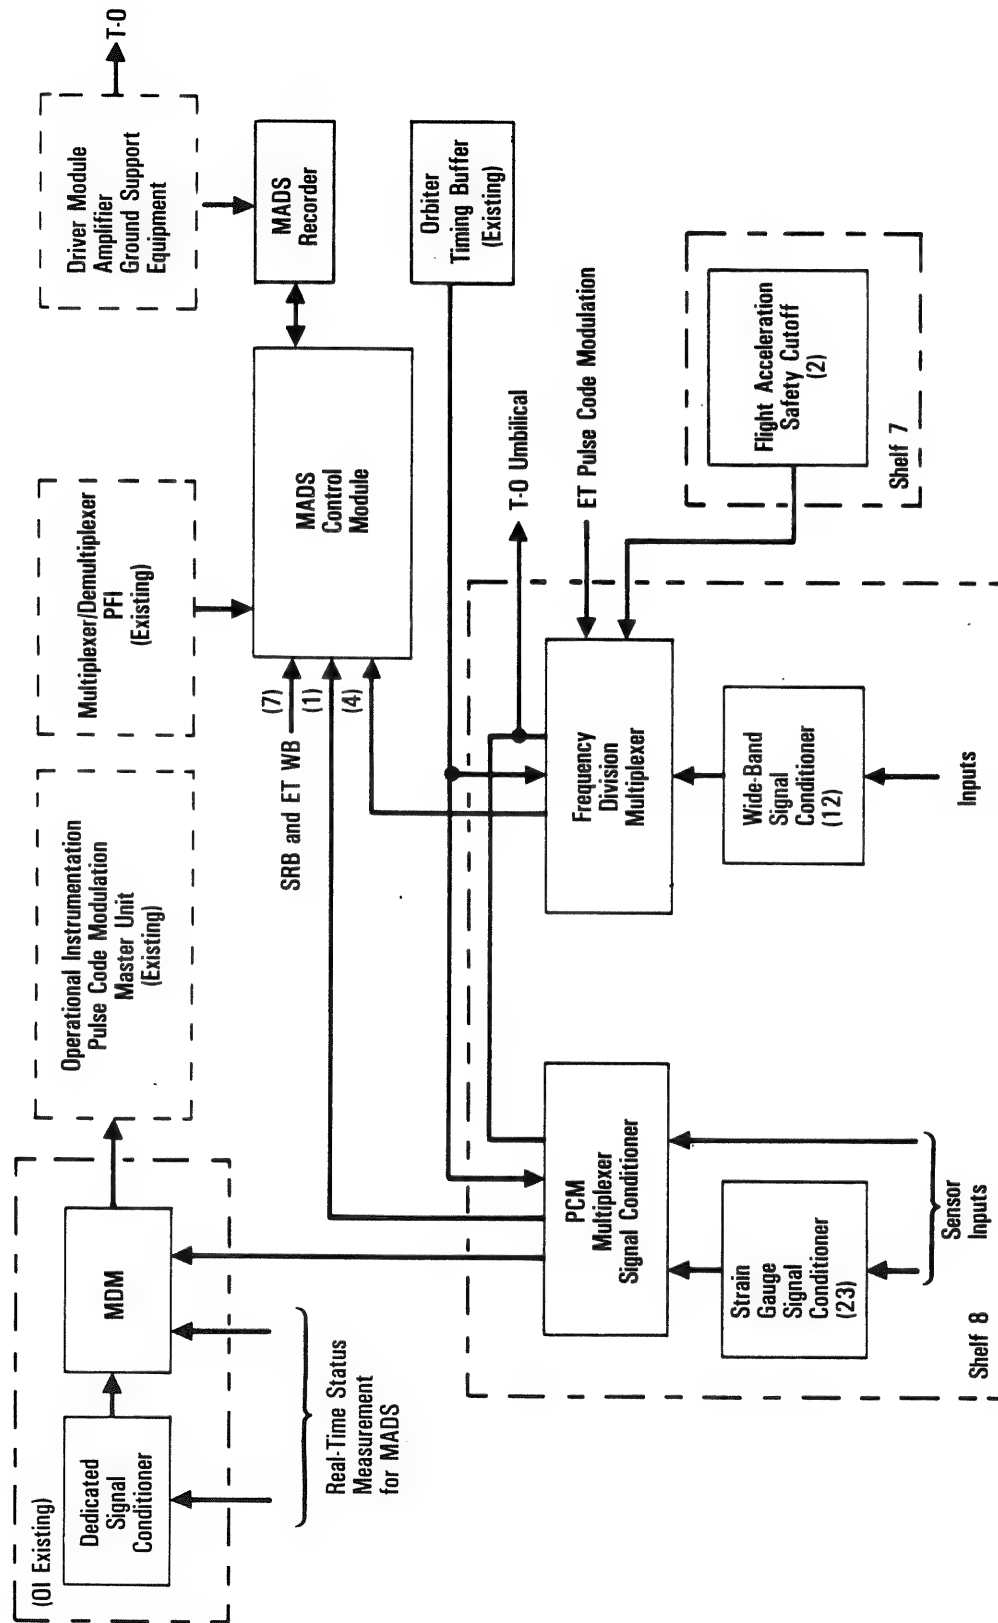 (OI Existing)
Dedicated
Signal
Conditioner
MDM
Real-Time Status
Measurement
for MADS
Operational Instrumentation
Pulse Code Modulation
Master Unit
(Existing)
Multiplexer/Demultiplexer
PFI
(Existing)
Driver Module
Amplifier
Ground Support
Equipment
T-O
SRB and ET WB
(7)
(1)
(4)
MADS
Control
Module
MADS
Recorder
Orbiter
Timing Buffer
(Existing)
T-O Umbilical
ET Pulse Code Modulation
PCM
Multiplexer
Signal Conditioner
Frequency
Division
Multiplexer
Flight Acceleration
Safety Cutoff
(2)
Shelf 7
Strain
Gauge
Signal
Conditioner
(23)
Wide-Band
Signal
Conditioner
(12)
Shelf 8
Sensor
Inputs
Inputs